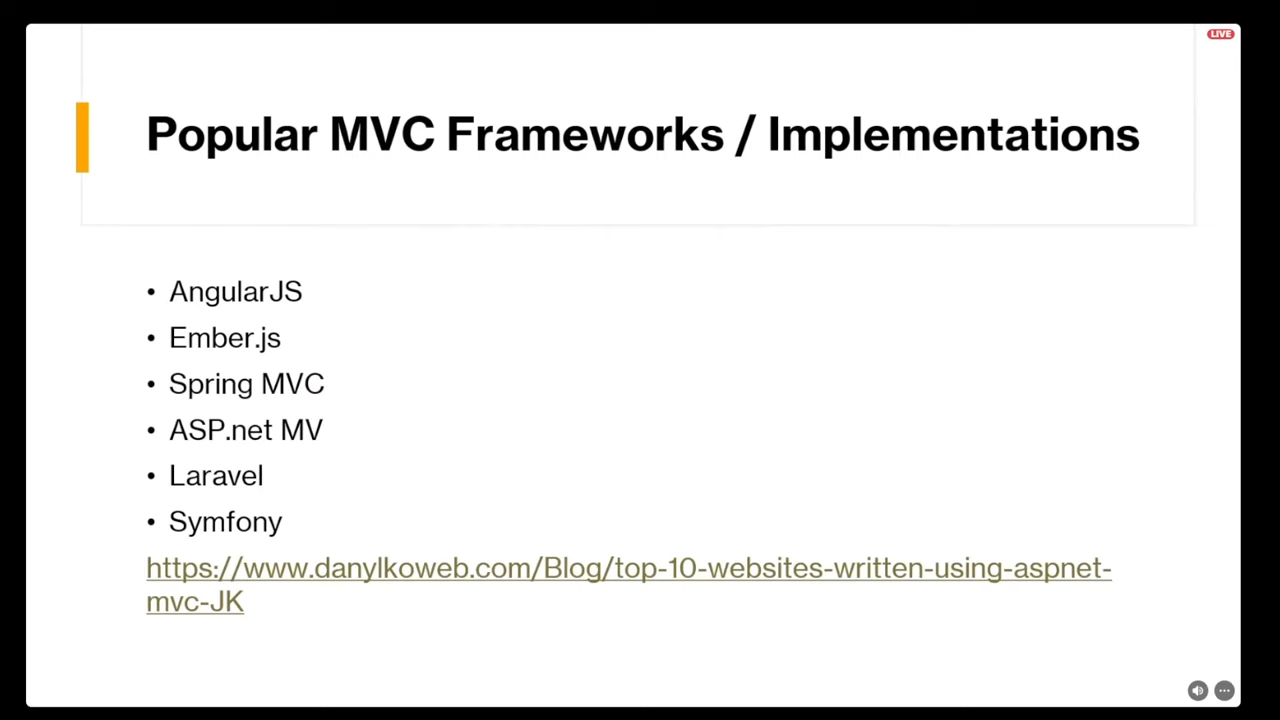 LIVE
Popular MVC Frameworks / Implementations
• AngularJS
• Ember.js
• Spring MVC
• ASP.net MV
• Laravel
• Symfony
https://www.danylkoweb.com/Blog/top-10-websites-written-using-aspnet-
mvc-JK